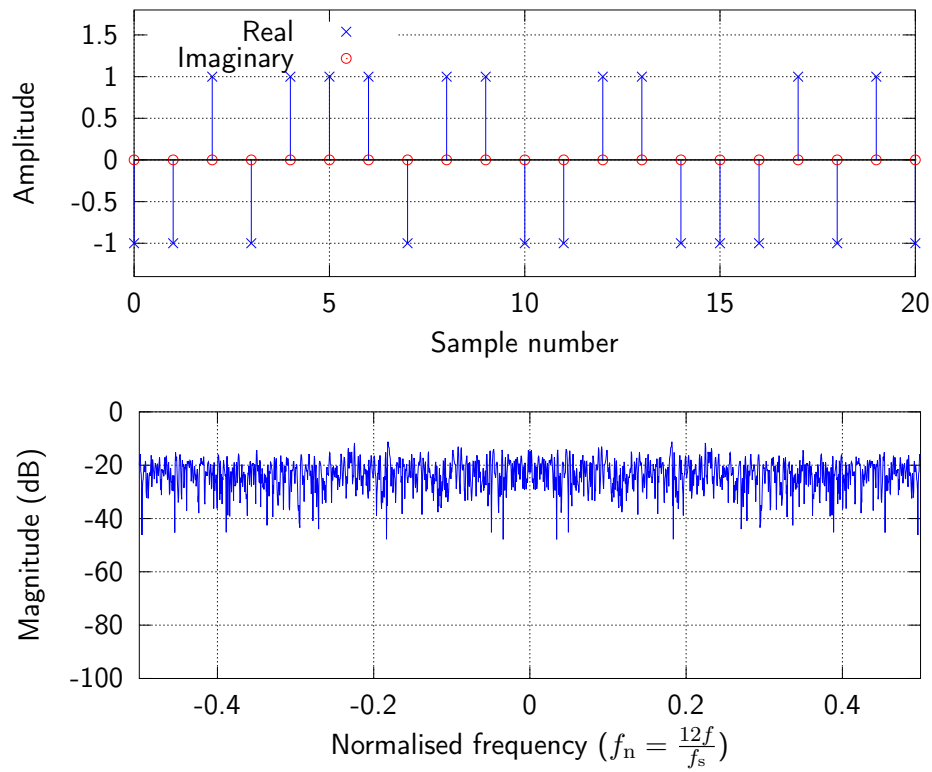 1.5
1
0.5
0
-0.5
-1
Amplitude
Real
Imaginary
0 5 10 15 20
Sample number
0
-20
-40
-60
-80
-100
Magnitude (dB)
-0.4 -0.2 0 0.2 0.4
Normalised frequency (fn = 12f/fs)